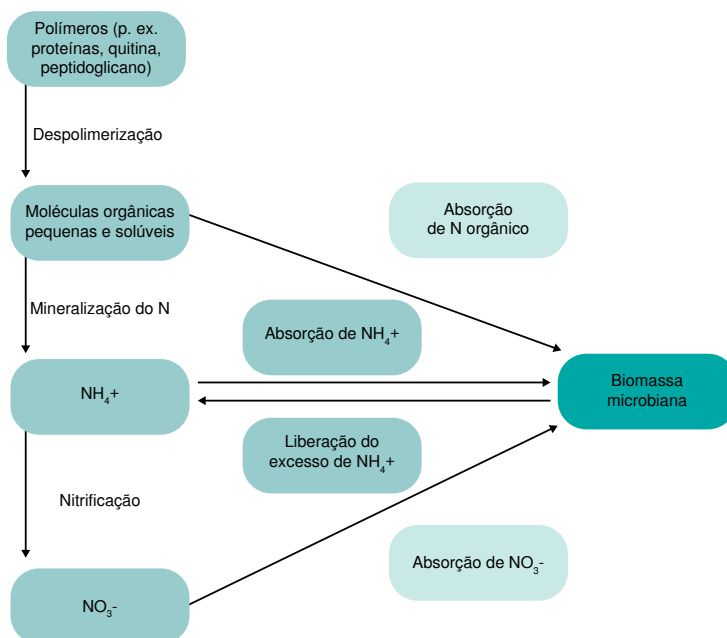 Polímeros (p. ex.
proteínas, quitina,
peptidoglicano)
Despolimerização
Moléculas orgânicas
pequenas e solúveis
Absorção
de N orgânico
Mineralização do N
Absorção de NH₄+
NH₄+
Biomassa
microbiana
Liberação do
excesso de NH₄+
Nitrificação
Absorção de NO₃-
NO₃-